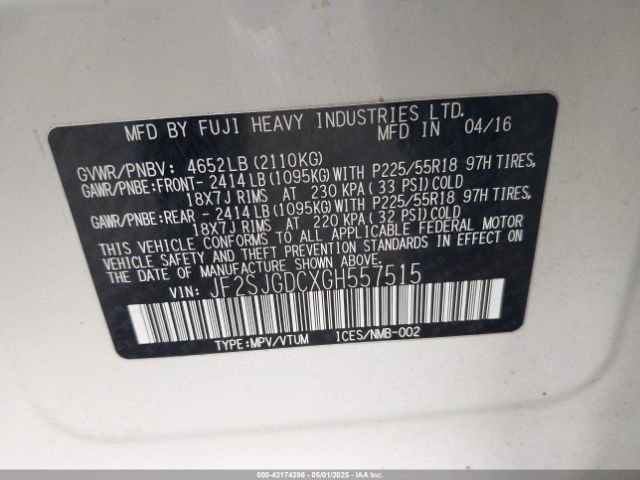 MFD BY FUJI HEAVY INDUSTRIES LTD.
MFD IN 04/16
GVWR/PNBV: 4652LB(2110KG)
GAWR/PNBE:FRONT- 2414LB(1095KG)WITH P225/55R18 97H TIRES,
18X7J RIMS AT 230 KPA( 33 PSI)COLD
GAWR/PNBE:REAR - 2414LB(1095KG)WITH P225/55R18 97H TIRES,
18X7J RIMS AT 220 KPA( 32 PSI)COLD
THIS VEHICLE CONFORMS TO ALL APPLICABLE FEDERAL MOTOR
VEHICLE SAFETY AND THEFT PREVENTION STANDARDS IN EFFECT ON
THE DATE OF MANUFACTURE SHOWN ABOVE.
VIN: JF2SJGDCXGH557515
TYPE:MPV/VTUM ICES/NMB-002
000-42174398 - 05/01/2025 - IAA Inc.